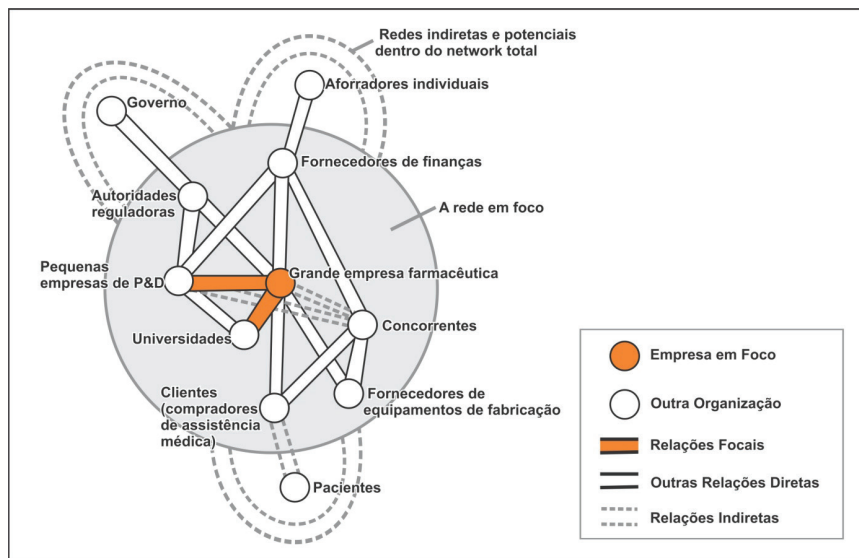 Redes indiretas e potenciais
dentro do network total
Aforradores individuais
Governo
Fornecedores de finanças
Autoridades
reguladoras
A rede em foco
Pequenas
empresas de P&D
Grande empresa farmacêutica
Universidades
Concorrentes
Clientes
(compradores
de assistência
médica)
Fornecedores de
equipamentos de fabricação
Pacientes
Empresa em Foco
Outra Organização
Relações Focais
Outras Relações Diretas
Relações Indiretas